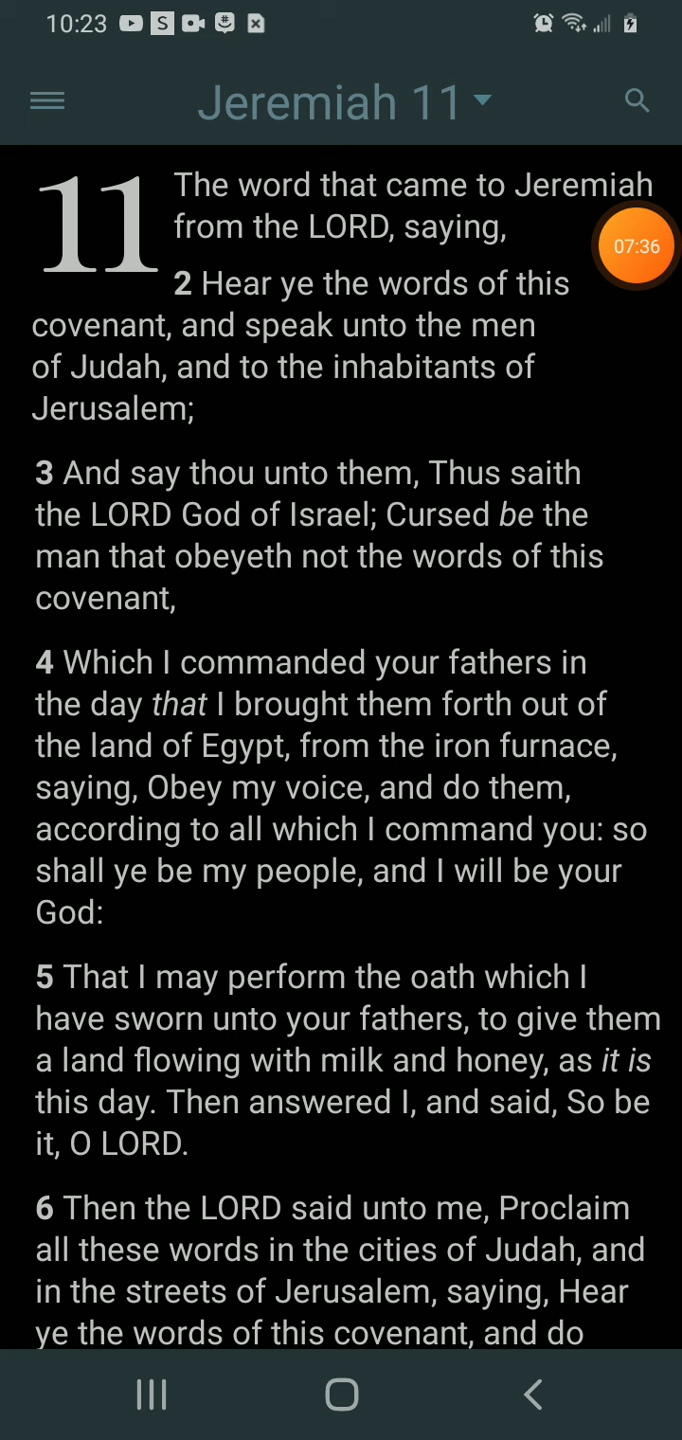 10:23
Jeremiah 11
11 The word that came to Jeremiah
from the LORD, saying,
07:36
2 Hear ye the words of this
covenant, and speak unto the men
of Judah, and to the inhabitants of
Jerusalem;
3 And say thou unto them, Thus saith
the LORD God of Israel; Cursed be the
man that obeyeth not the words of this
covenant,
4 Which I commanded your fathers in
the day that I brought them forth out of
the land of Egypt, from the iron furnace,
saying, Obey my voice, and do them,
according to all which I command you: so
shall ye be my people, and I will be your
God:
5 That I may perform the oath which I
have sworn unto your fathers, to give them
a land flowing with milk and honey, as it is
this day. Then answered I, and said, So be
it, O LORD.
6 Then the LORD said unto me, Proclaim
all these words in the cities of Judah, and
in the streets of Jerusalem, saying, Hear
ye the words of this covenant, and do